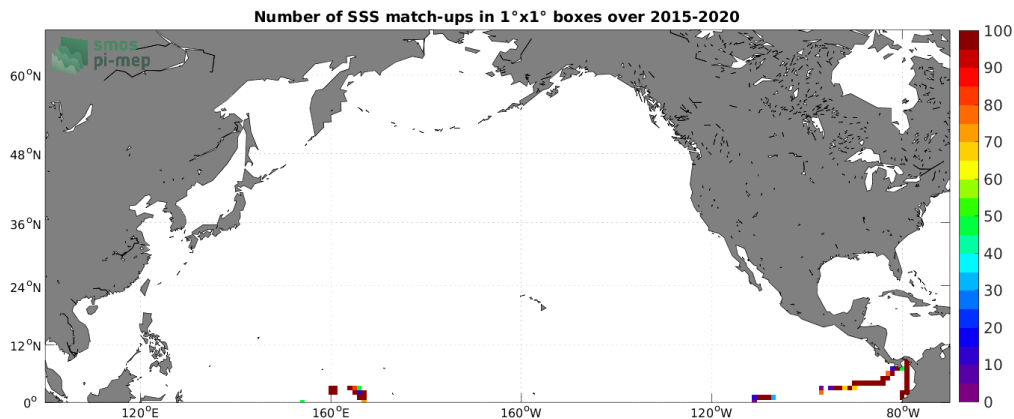 Number of SSS match-ups in 1°x1° boxes over 2015-2020
smos
pi-mep
60°N
48°N
36°N
24°N
12°N
0°
120°E
160°E
160°W
120°W
80°W
100
90
80
70
60
50
40
30
20
10
0